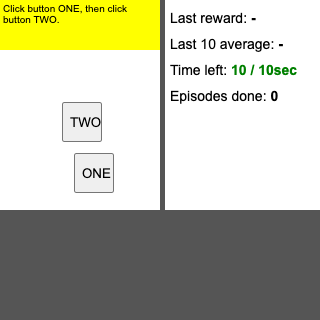 Click button ONE, then click
button TWO.
TWO
ONE
Last reward: -
Last 10 average: -
Time left: 10 / 10sec
Episodes done: 0